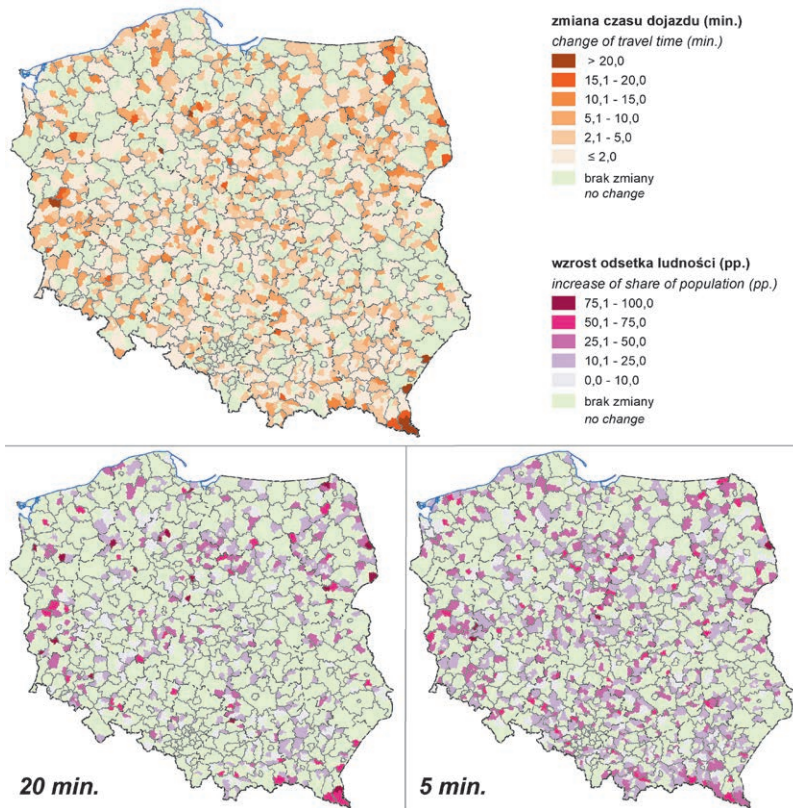 zmiana czasu dojazdu (min.)
change of travel time (min.)
> 20,0
15,1 - 20,0
10,1 - 15,0
5,1 - 10,0
2,1 - 5,0
≤ 2,0
brak zmiany
no change
wzrost odsetka ludności (pp.)
increase of share of population (pp.)
75,1 - 100,0
50,1 - 75,0
25,1 - 50,0
10,1 - 25,0
0,0 - 10,0
brak zmiany
no change
20 min.
5 min.